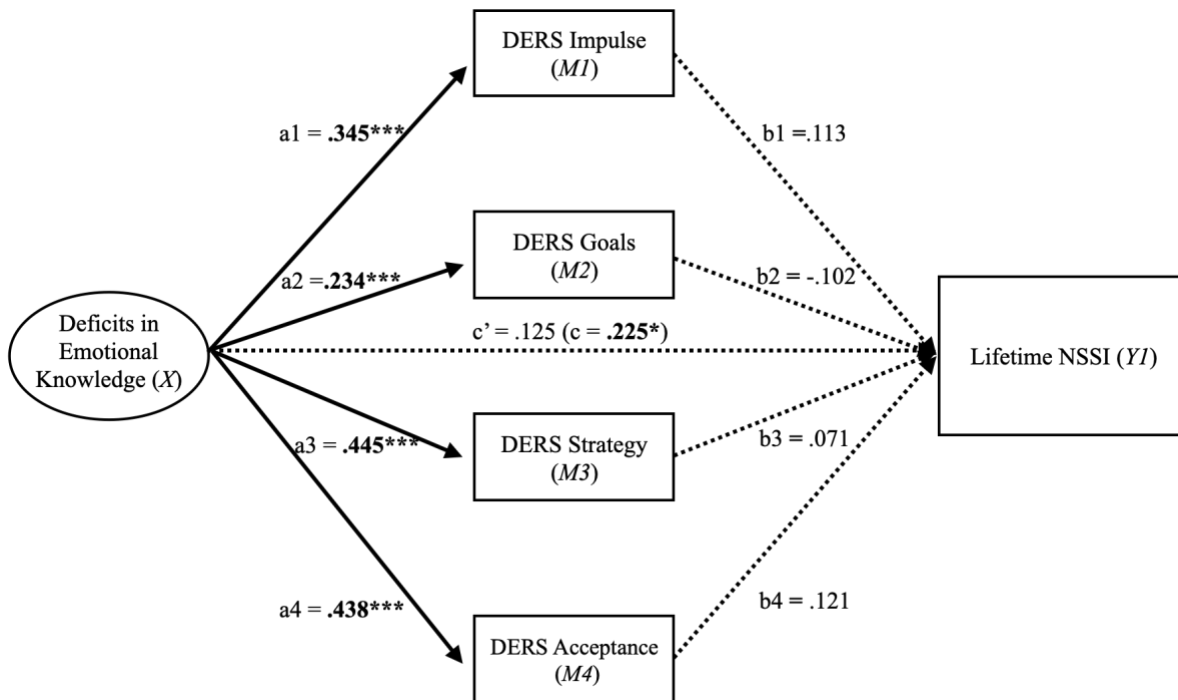 DERS Impulse
(M1)
a1 = .345***
b1 =.113
DERS Goals
(M2)
a2 = .234***
b2 = -.102
Deficits in
Emotional
Knowledge (X)
c’ = .125 (c = .225*)
Lifetime NSSI (Y1)
DERS Strategy
(M3)
a3 = .445***
b3 = .071
a4 = .438***
b4 = .121
DERS Acceptance
(M4)